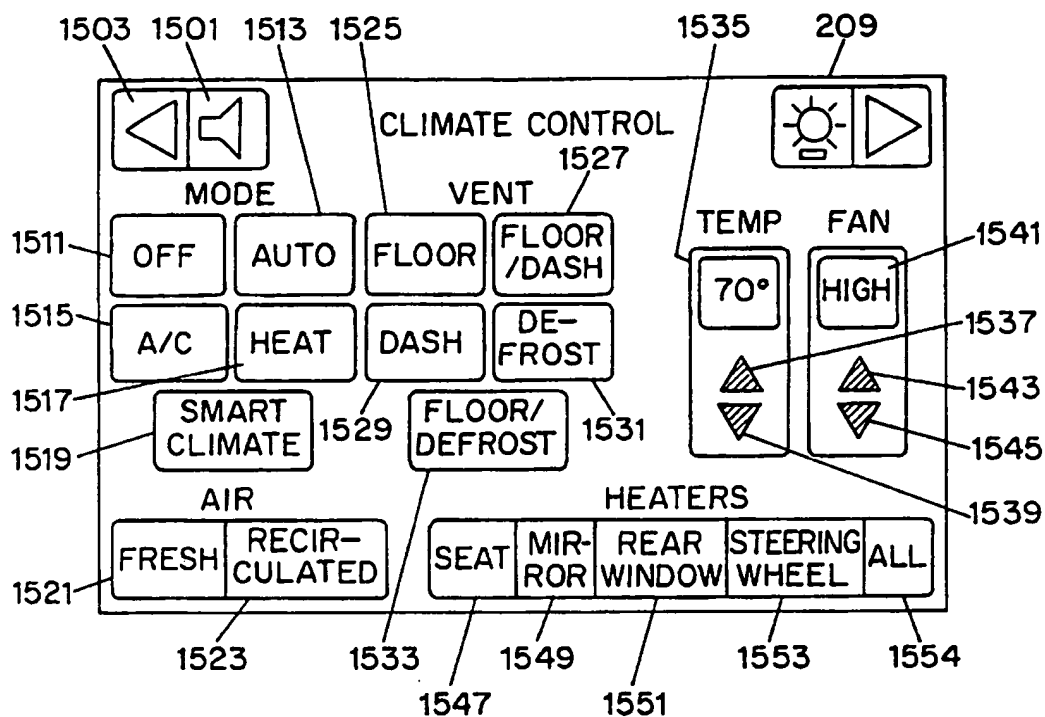 1503 1501 1513 1525 1535 209
CLIMATE CONTROL
1527
MODE VENT
TEMP FAN
1511 OFF AUTO FLOOR FLOOR
/DASH
70° HIGH 1541
1515 A/C HEAT DASH DE-
FROST
1537
1517 1543
1519 SMART
CLIMATE
1529 FLOOR/
DEFROST
1531 1545
1539
AIR HEATERS
1521 FRESH RECIR-
CULATED
SEAT MIR-
ROR
REAR
WINDOW
STEERING
WHEEL
ALL
1523 1533 1549 1553 1554
1547 1551